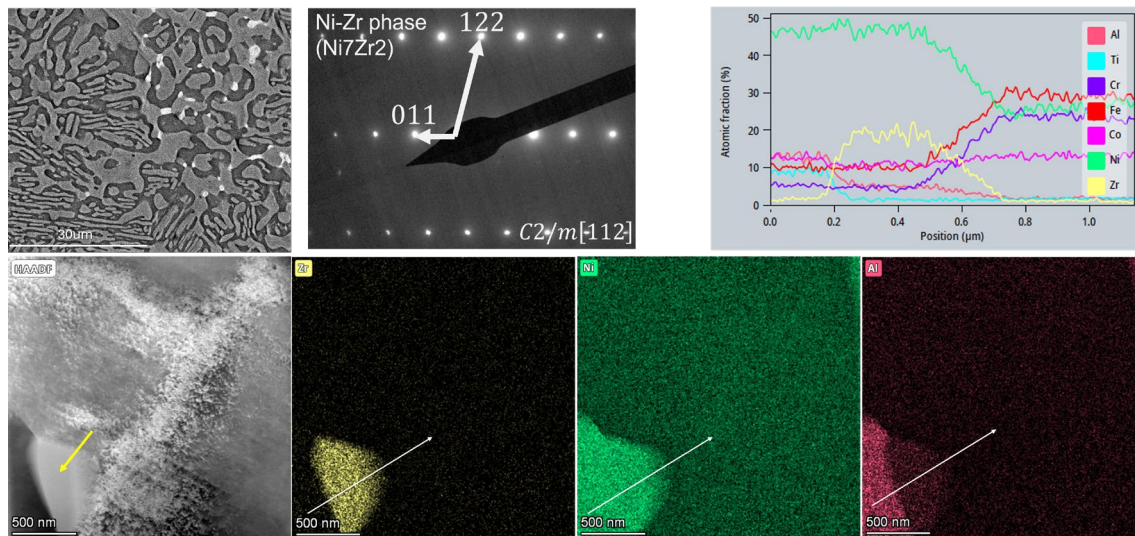 30um
Ni-Zr phase
(Ni7Zr2)
122
011
C2/m[-112]
Atomic fraction (%)
50
40
30
20
10
0
0.0 0.2 0.4 0.6 0.8 1.0
Position (μm)
Al
Ti
Cr
Fe
Co
Ni
Zr
HAADF
500 nm
Zr
500 nm
Ni
500 nm
Al
500 nm